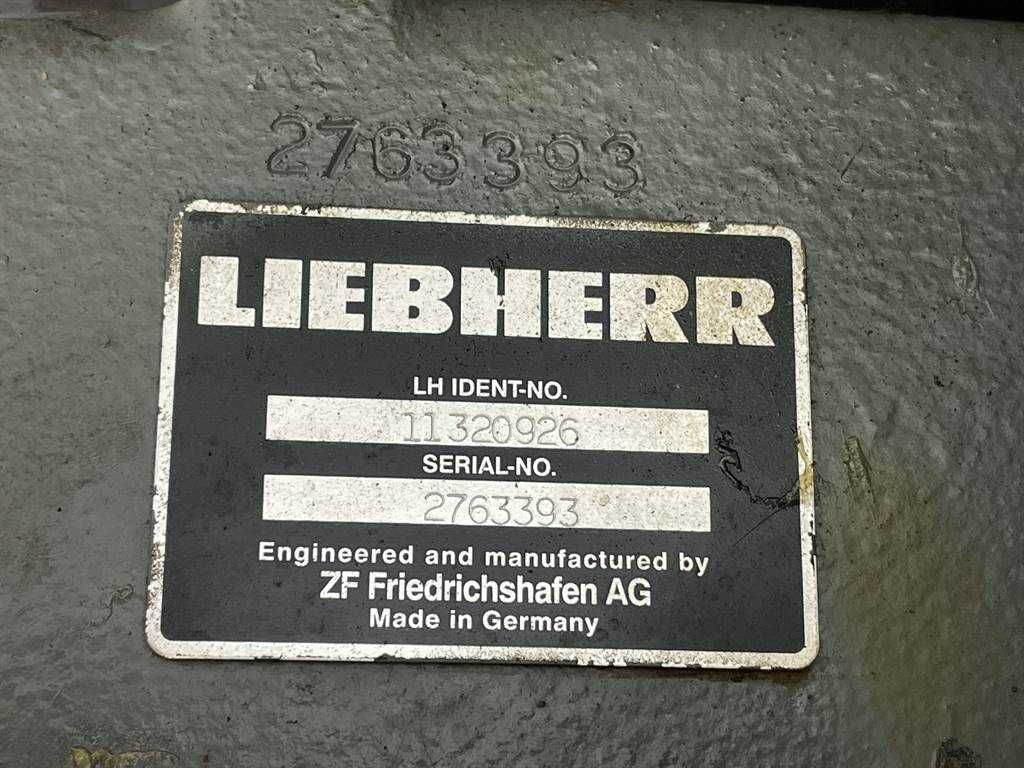 2763393
LIEBHERR
LH IDENT-NO.
11320926
SERIAL-NO.
2763393
Engineered and manufactured by
ZF Friedrichshafen AG
Made in Germany